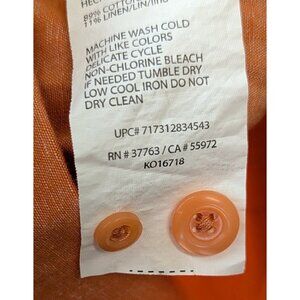 89% COTTON
11% LINEN/LIN/lino
MACHINE WASH COLD
WITH LIKE COLORS
DELICATE CYCLE
NON-CHLORINE BLEACH
IF NEEDED TUMBLE DRY
LOW COOL IRON DO NOT
DRY CLEAN
UPC# 717312834543
RN # 37763 / CA # 55972
KO16718